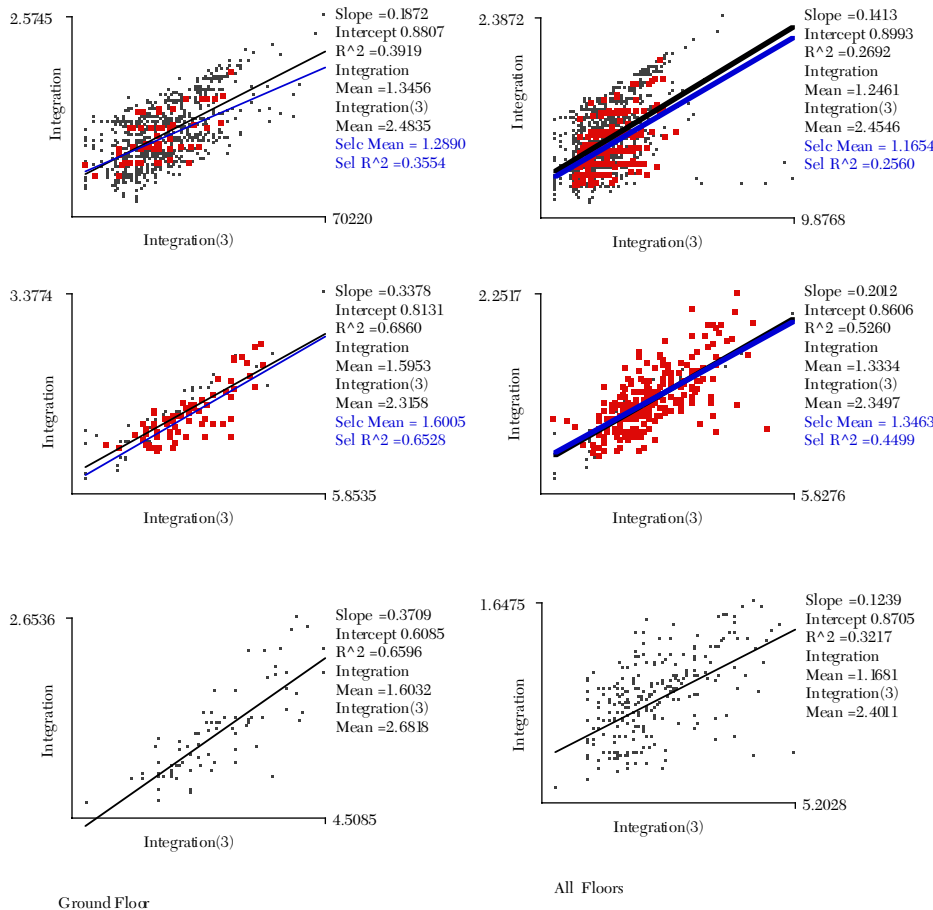 2.5745
Integration
Slope =0.1872
Intercept 0.8807
R^2 =0.3919
Integration
Mean =1.3456
Integration(3)
Mean =2.4835
Selc Mean = 1.2890
Sel R^2 =0.3554
70220
Integration(3)
2.3872
Integration
Slope =0.1413
Intercept 0.8993
R^2 =0.2692
Integration
Mean =1.2461
Integration(3)
Mean =2.4546
Selc Mean = 1.1654
Sel R^2 =0.2560
9.8768
Integration(3)
3.3774
Integration
Slope =0.3378
Intercept 0.8131
R^2 =0.6860
Integration
Mean =1.5953
Integration(3)
Mean =2.3158
Selc Mean = 1.6005
Sel R^2 =0.6528
5.8535
Integration(3)
2.2517
Integration
Slope =0.2012
Intercept 0.8606
R^2 =0.5260
Integration
Mean =1.3334
Integration(3)
Mean =2.3497
Selc Mean = 1.3463
Sel R^2 =0.4499
5.8276
Integration(3)
2.6536
Integration
Slope =0.3709
Intercept 0.6085
R^2 =0.6596
Integration
Mean =1.6032
Integration(3)
Mean =2.6818
4.5085
Integration(3)
1.6475
Integration
Slope =0.1239
Intercept 0.8705
R^2 =0.3217
Integration
Mean =1.1681
Integration(3)
Mean =2.4011
5.2028
Integration(3)
Ground Floor
All Floors